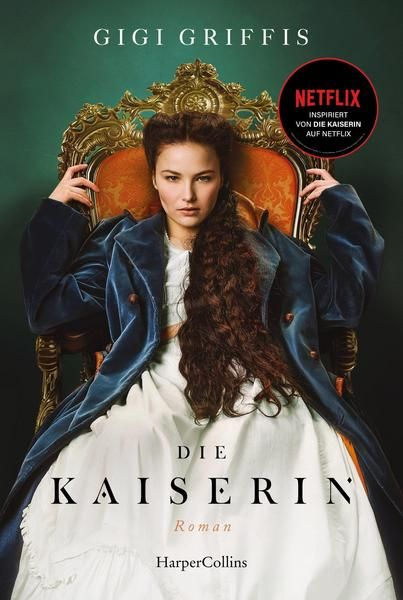 GIGI GRIFFIS
NETFLIX
INSPIRIERT
VON DIE KAISERIN
AUF NETFLIX
DIE
KAISERIN
Roman
HarperCollins